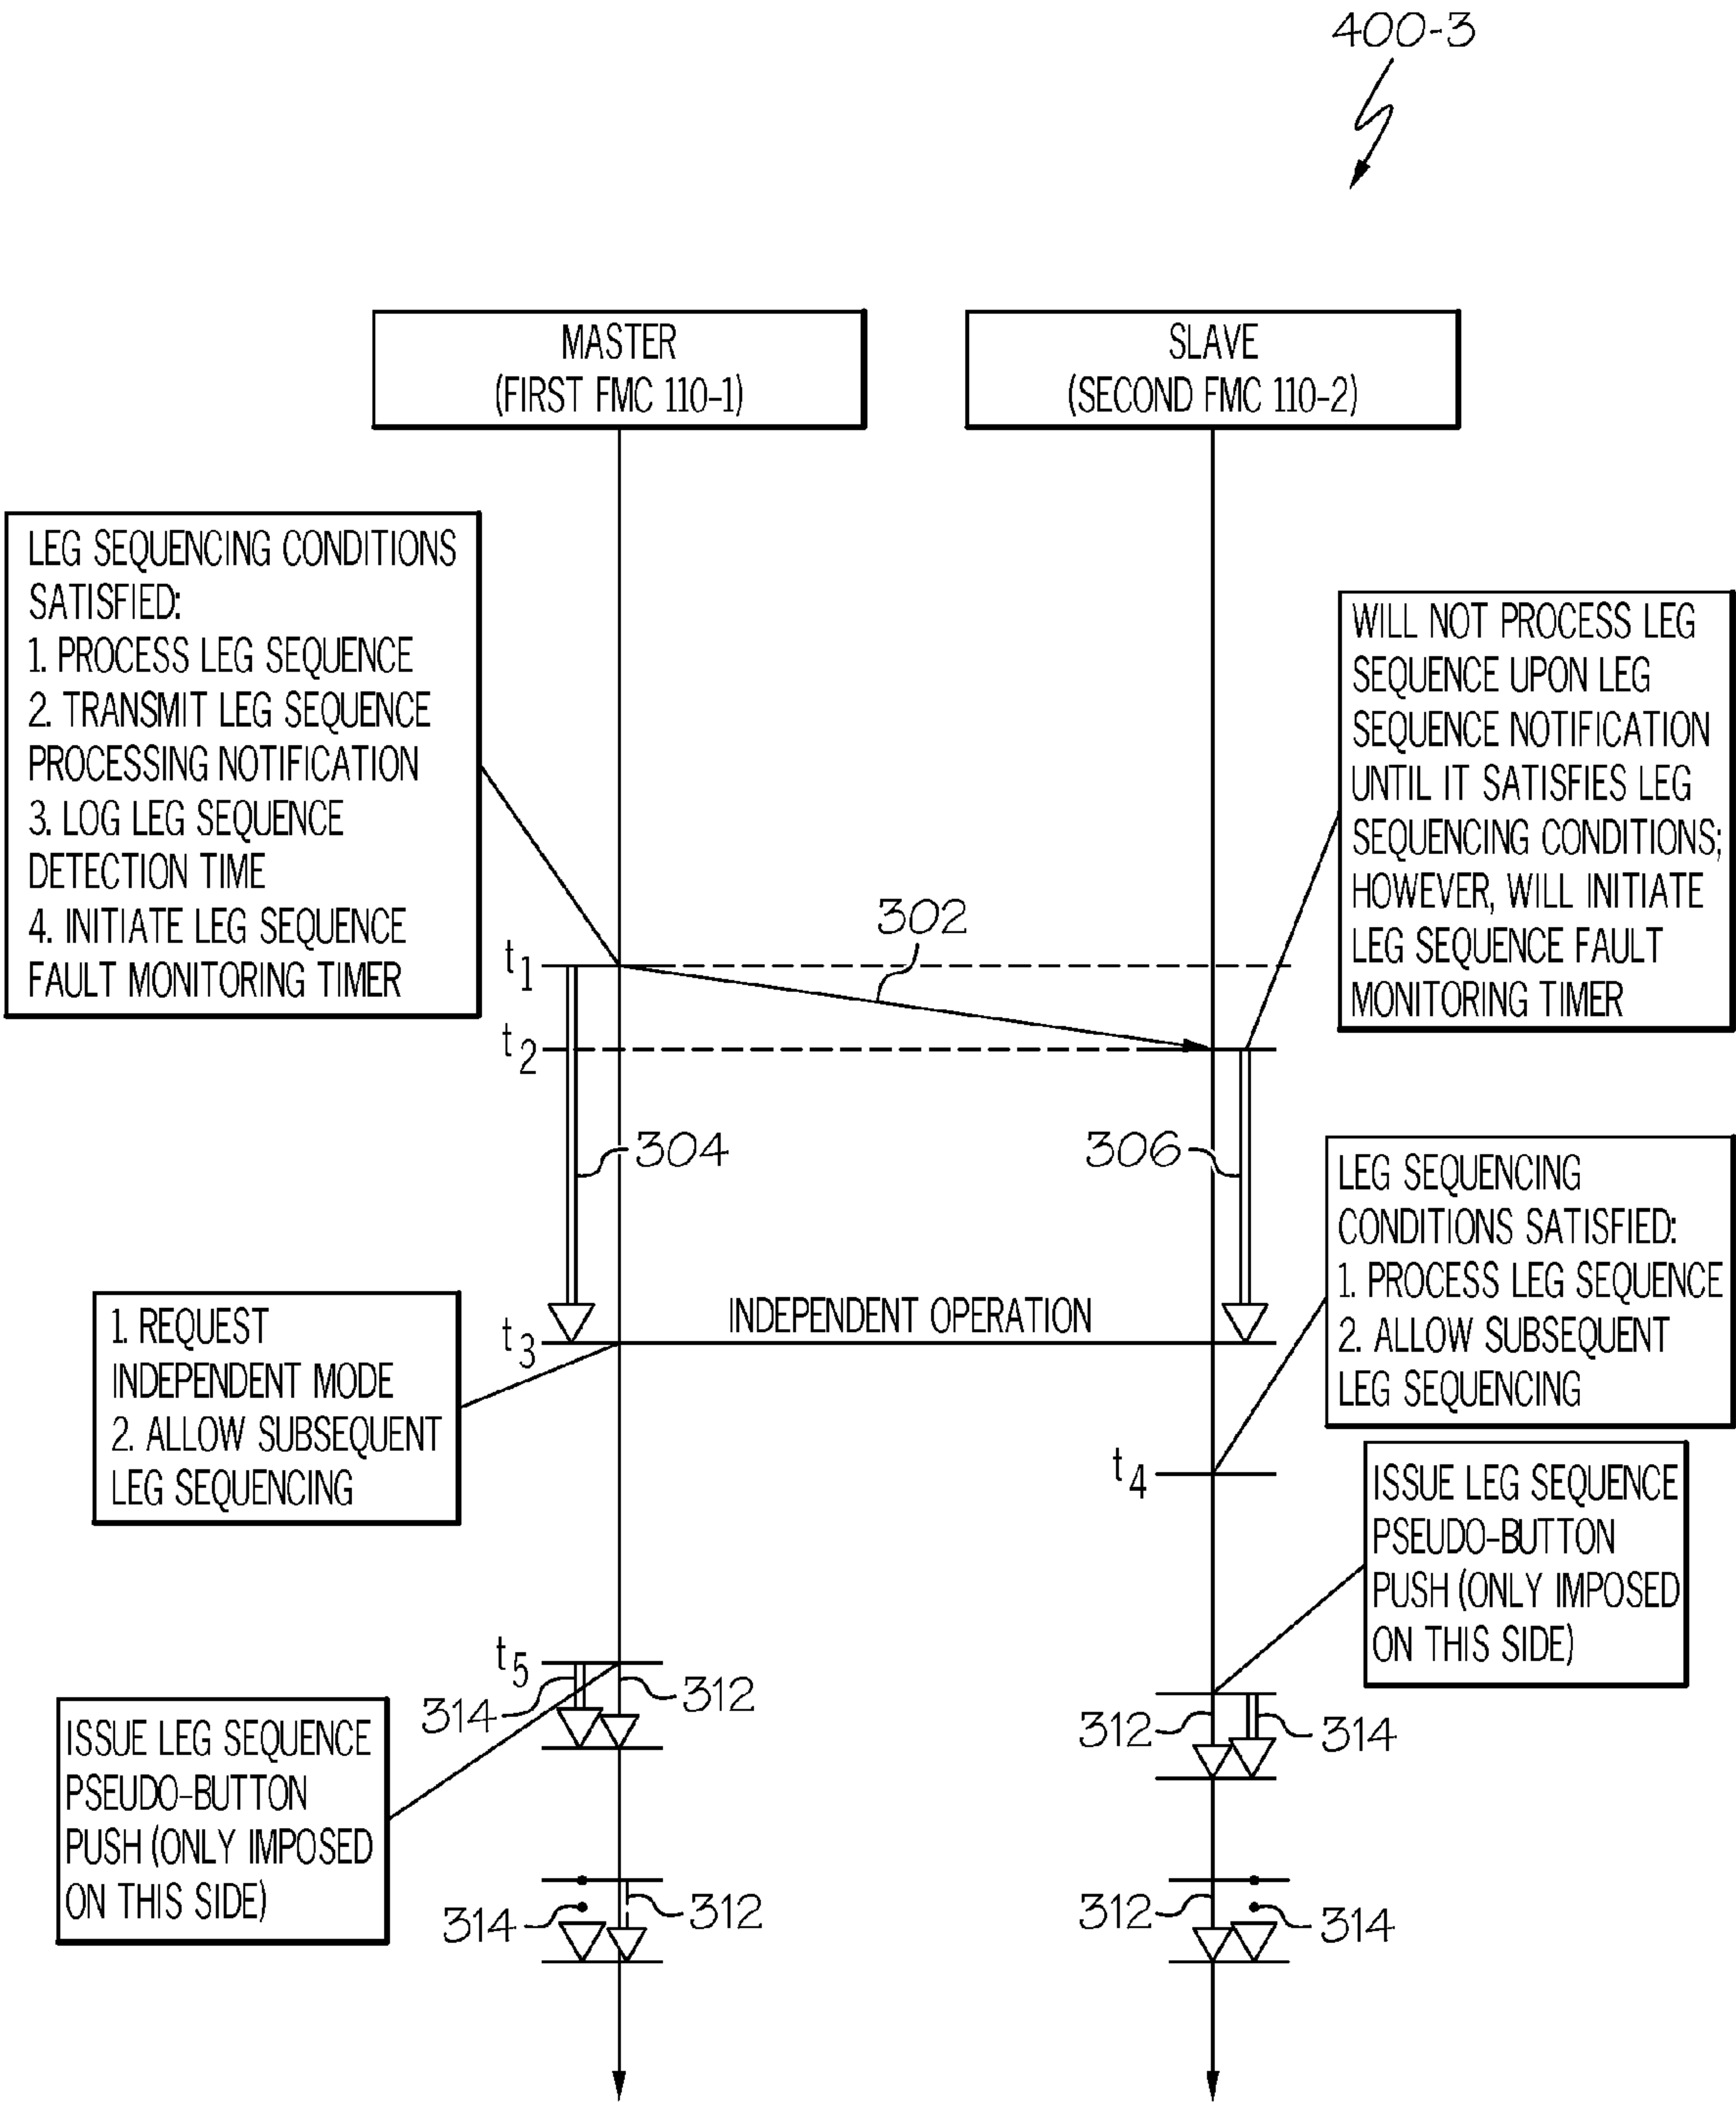 400-3
MASTER
(FIRST FMC 110-1)
SLAVE
(SECOND FMC 110-2)
LEG SEQUENCING CONDITIONS
SATISFIED:
1. PROCESS LEG SEQUENCE
2. TRANSMIT LEG SEQUENCE
PROCESSING NOTIFICATION
3. LOG LEG SEQUENCE
DETECTION TIME
4. INITIATE LEG SEQUENCE
FAULT MONITORING TIMER
WILL NOT PROCESS LEG
SEQUENCE UPON LEG
SEQUENCE NOTIFICATION
UNTIL IT SATISFIES LEG
SEQUENCING CONDITIONS;
HOWEVER, WILL INITIATE
LEG SEQUENCE FAULT
MONITORING TIMER
302
t1
t2
304
306
LEG SEQUENCING
CONDITIONS SATISFIED:
1. PROCESS LEG SEQUENCE
2. ALLOW SUBSEQUENT
LEG SEQUENCING
1. REQUEST
INDEPENDENT MODE
2. ALLOW SUBSEQUENT
LEG SEQUENCING
t3
INDEPENDENT OPERATION
t4
ISSUE LEG SEQUENCE
PSEUDO-BUTTON
PUSH (ONLY IMPOSED
ON THIS SIDE)
t5
314
312
312
314
ISSUE LEG SEQUENCE
PSEUDO-BUTTON
PUSH (ONLY IMPOSED
ON THIS SIDE)
314
312
312
314